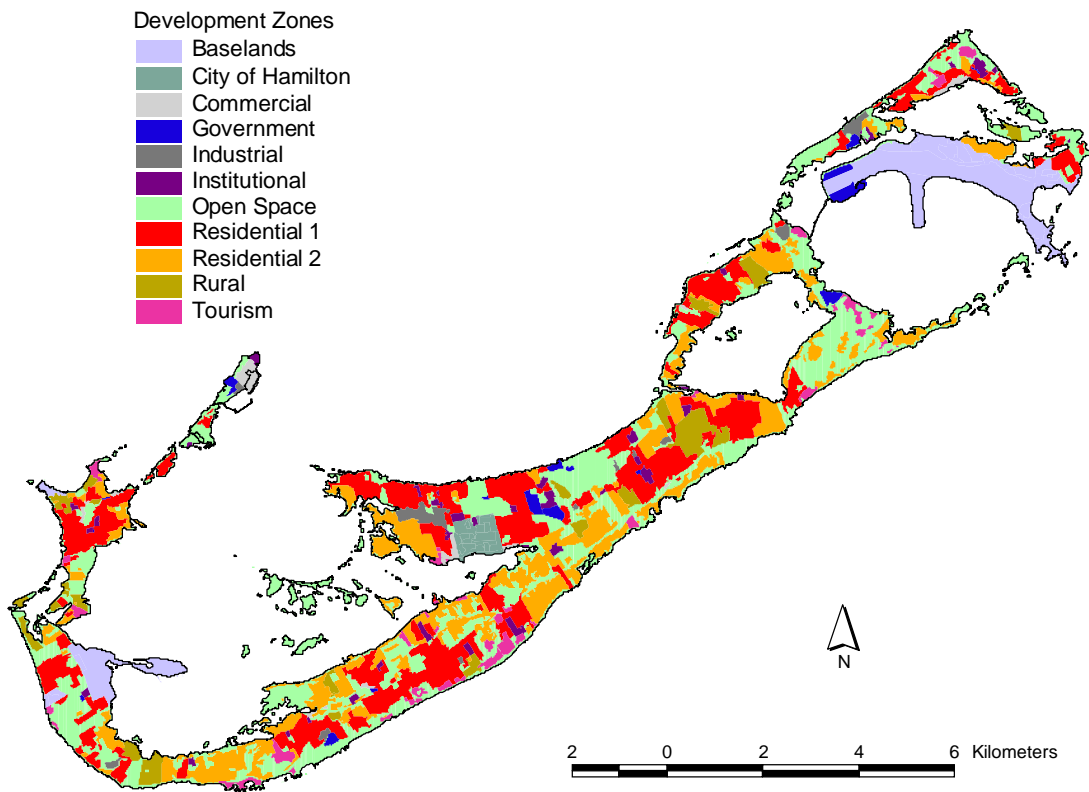 Development Zones
Baselands
City of Hamilton
Commercial
Government
Industrial
Institutional
Open Space
Residential 1
Residential 2
Rural
Tourism
N
2 0 2 4 6 Kilometers